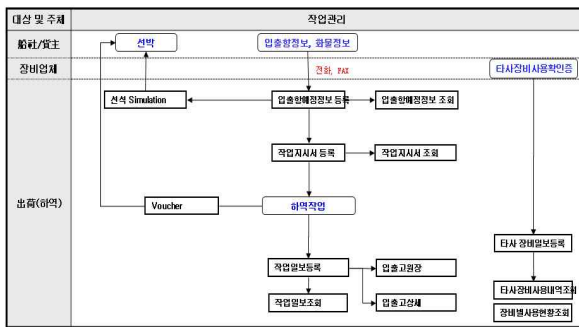 대상 및 주체
작업관리
船社/貨主
선박
입출항정보, 화물정보
장비업체
전화, FAX
타사장비사용확인증
선석 Simulation
입출항예정정보 등록
입출항예정정보 조회
작업지시서 등록
작업지시서 조회
出荷(하역)
Voucher
하역작업
타사 장비일보등록
작업일보등록
입출고원장
타사장비사용내역조회
작업일보조회
입출고상세
장비별사용현황조회